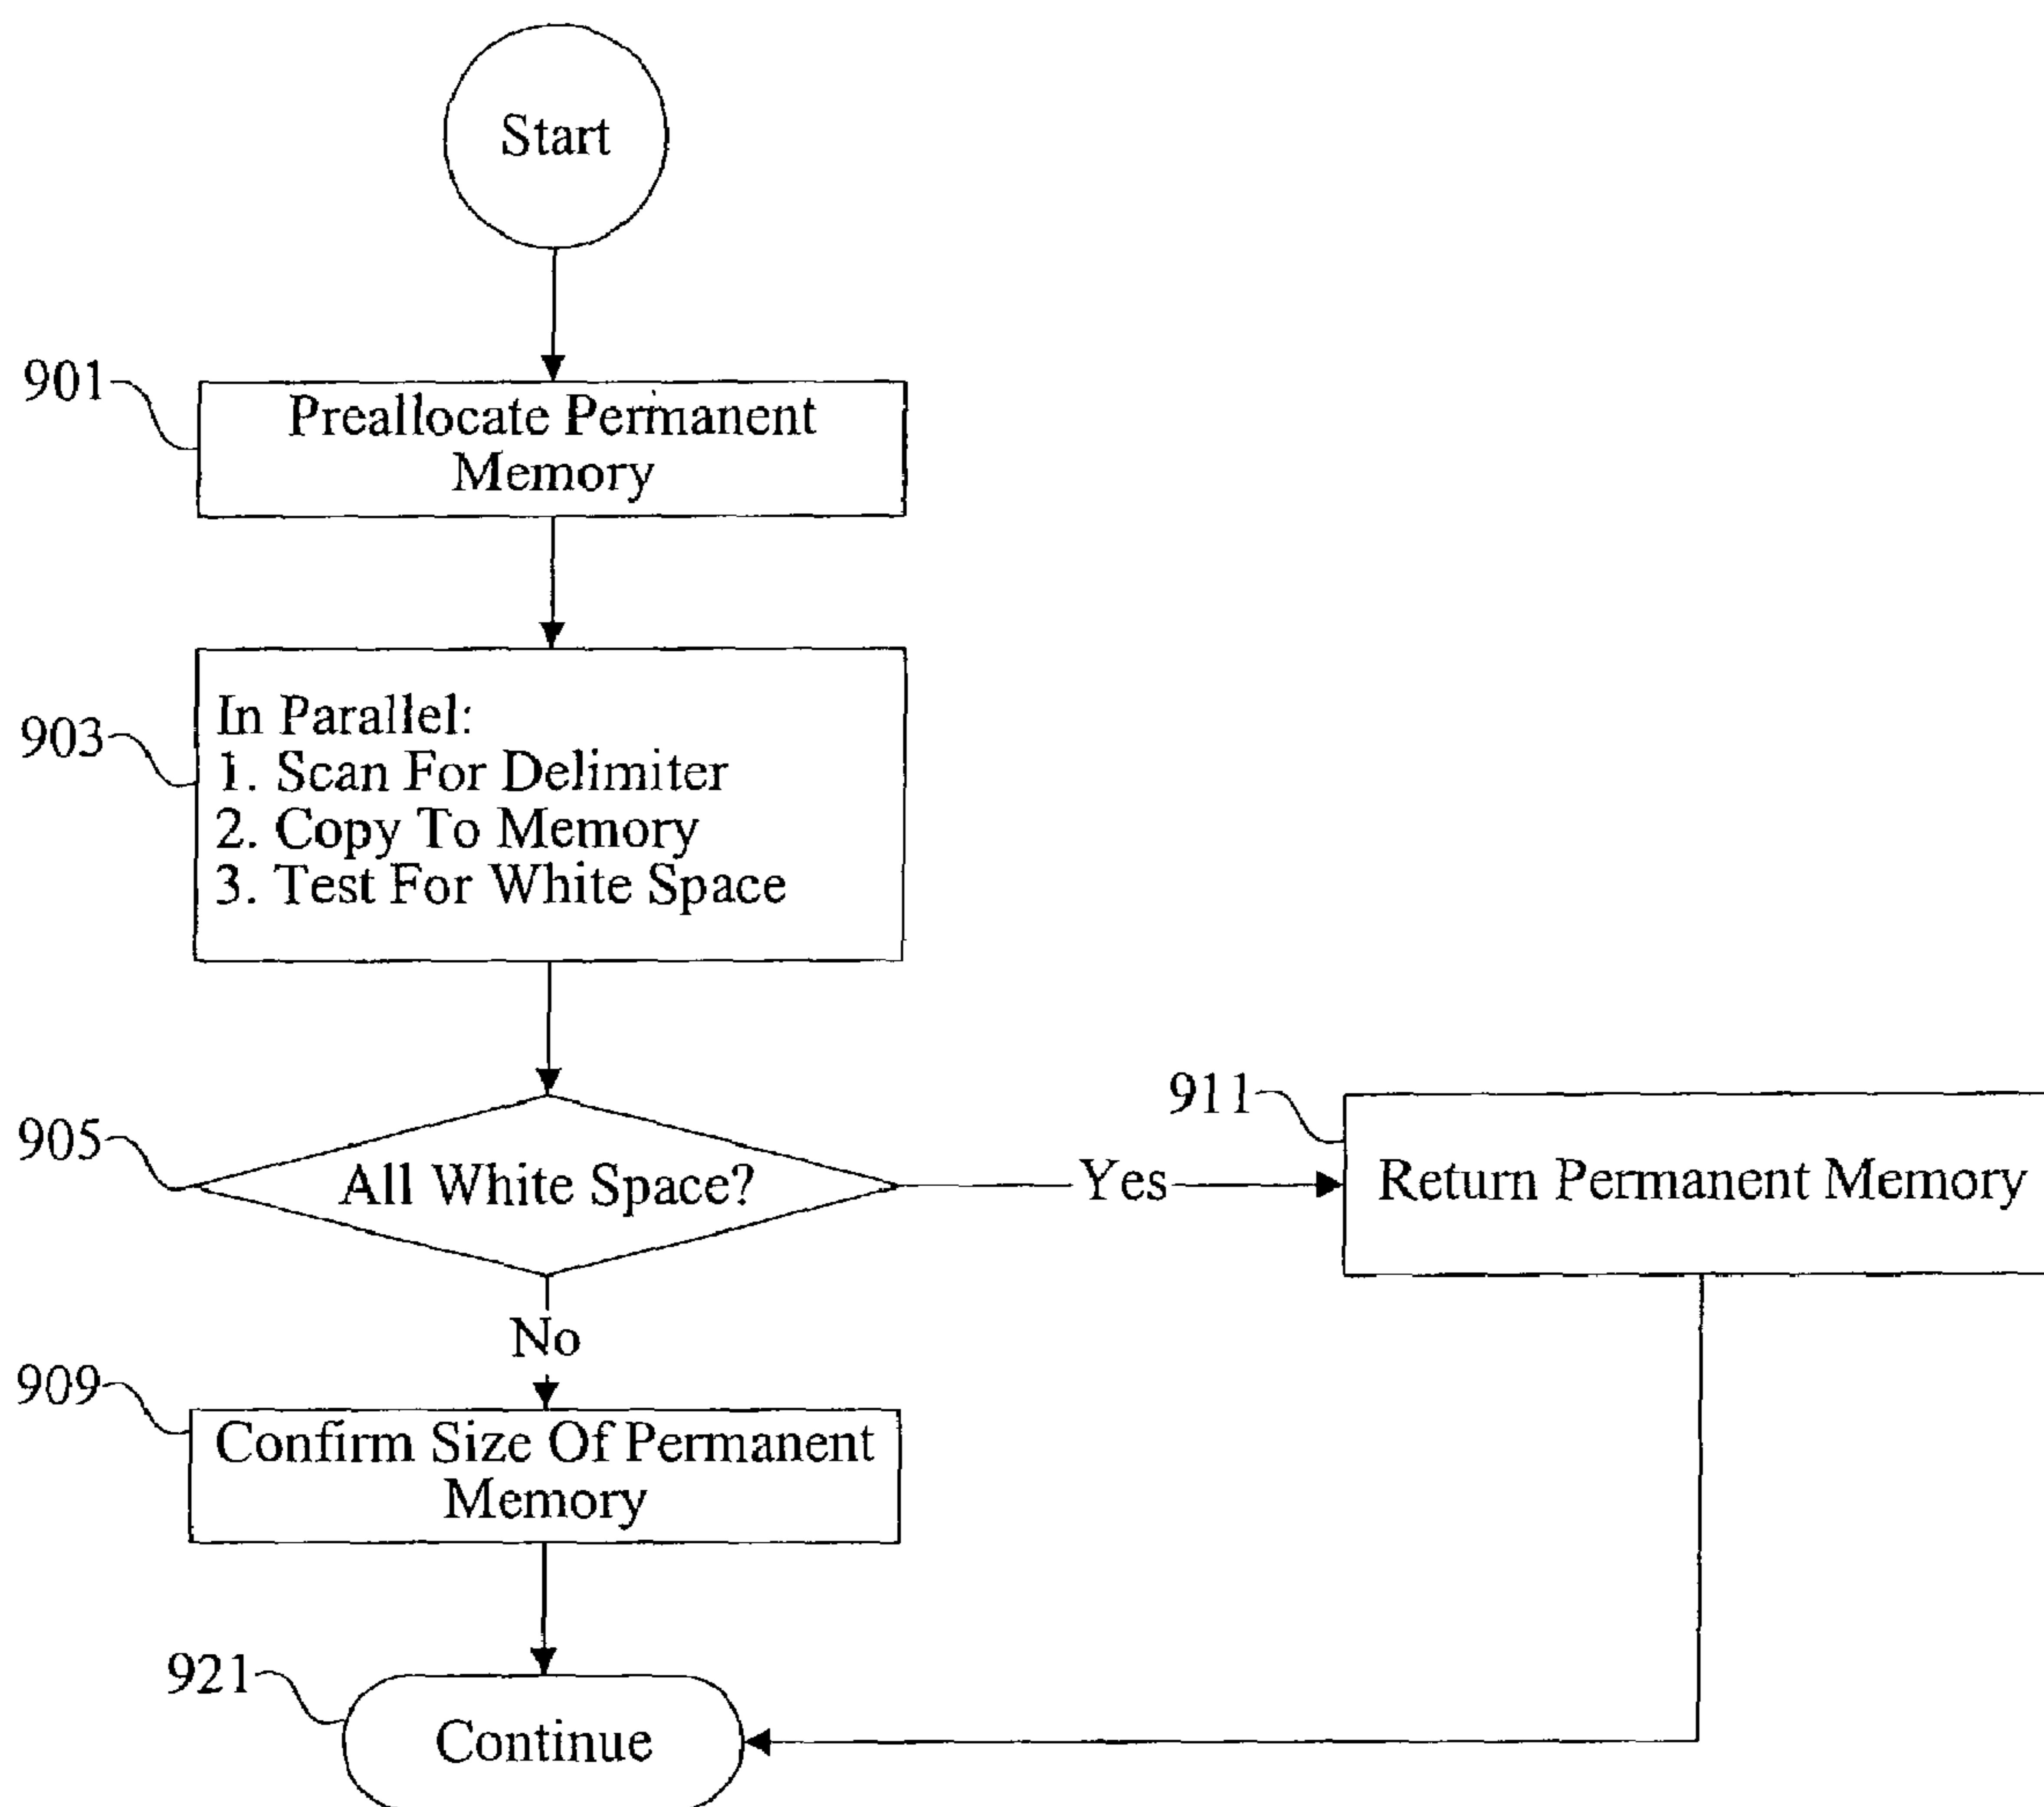 Start
901
Preallocate Permanent
Memory
903
In Parallel:
1. Scan For Delimiter
2. Copy To Memory
3. Test For White Space
905
All White Space?
Yes
911
Return Permanent Memory
No
909
Confirm Size Of Permanent
Memory
921
Continue